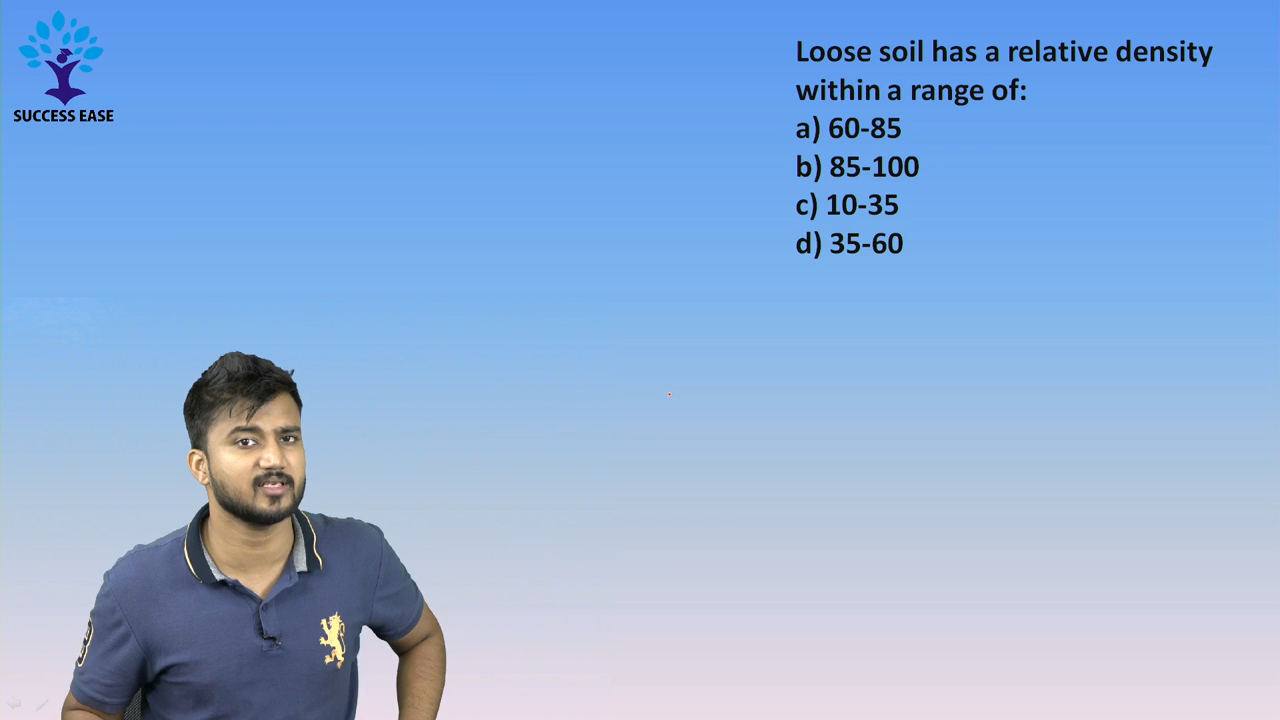 SUCCESS EASE
Loose soil has a relative density
within a range of:
a) 60-85
b) 85-100
c) 10-35
d) 35-60